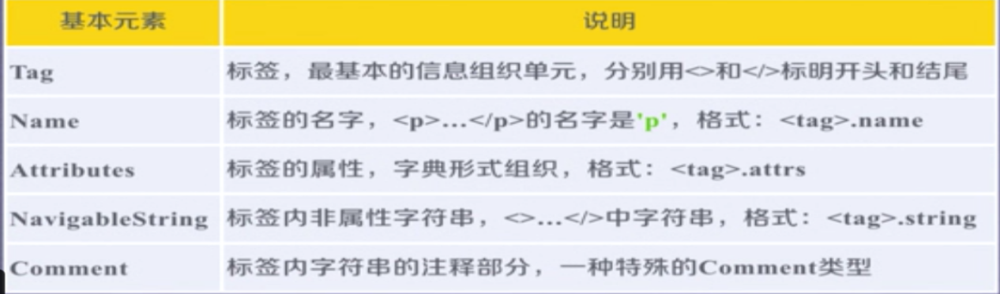 基本元素 说明
Tag 标签，最基本的信息组织单元，分别用<>和</>标明开头和结尾
Name 标签的名字，<p>…</p>的名字是'p'，格式：<tag>.name
Attributes 标签的属性，字典形式组织，格式：<tag>.attrs
NavigableString 标签内非属性字符串，<>…</>中字符串，格式：<tag>.string
Comment 标签内字符串的注释部分，一种特殊的Comment类型